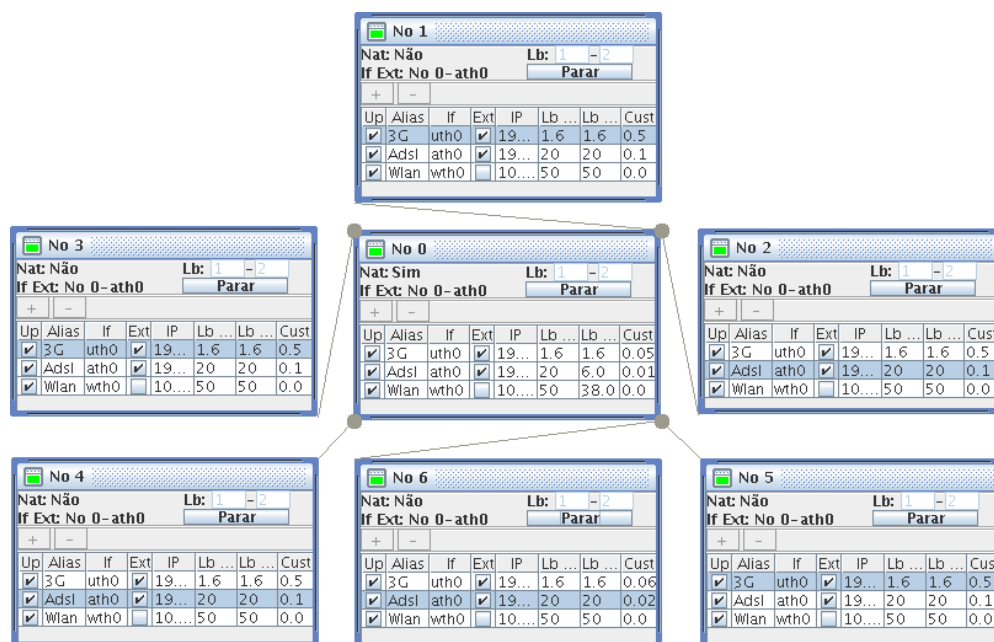 No 1
Nat: Não Lb: 1 - 2
If Ext: No 0-ath0 Parar
+ -
Up Alias If Ext IP Lb ... Lb ... Cust
3G uth0 19... 1.6 1.6 0.5
Adsl ath0 19... 20 20 0.1
Wlan wth0 10.... 50 50 0.0
No 3
Nat: Não Lb: 1 - 2
If Ext: No 0-ath0 Parar
+ -
Up Alias If Ext IP Lb ... Lb ... Cust
3G uth0 19... 1.6 1.6 0.5
Adsl ath0 19... 20 20 0.1
Wlan wth0 10.... 50 50 0.0
No 0
Nat: Sim Lb: 1 - 2
If Ext: No 0-ath0 Parar
+ -
Up Alias If Ext IP Lb ... Lb ... Cust
3G uth0 19... 1.6 1.6 0.05
Adsl ath0 19... 20 6.0 0.01
Wlan wth0 10.... 50 38.0 0.0
No 2
Nat: Não Lb: 1 - 2
If Ext: No 0-ath0 Parar
+ -
Up Alias If Ext IP Lb ... Lb ... Cust
3G uth0 19... 1.6 1.6 0.5
Adsl ath0 19... 20 20 0.1
Wlan wth0 10.... 50 50 0.0
No 4
Nat: Não Lb: 1 - 2
If Ext: No 0-ath0 Parar
+ -
Up Alias If Ext IP Lb ... Lb ... Cust
3G uth0 19... 1.6 1.6 0.5
Adsl ath0 19... 20 20 0.1
Wlan wth0 10.... 50 50 0.0
No 6
Nat: Não Lb: 1 - 2
If Ext: No 0-ath0 Parar
+ -
Up Alias If Ext IP Lb ... Lb ... Cust
3G uth0 19... 1.6 1.6 0.06
Adsl ath0 19... 20 20 0.02
Wlan wth0 10.... 50 50 0.0
No 5
Nat: Não Lb: 1 - 2
If Ext: No 0-ath0 Parar
+ -
Up Alias If Ext IP Lb ... Lb ... Cus
3G uth0 19... 1.6 1.6 0.5
Adsl ath0 19... 20 20 0.1
Wlan wth0 10.... 50 50 0.0